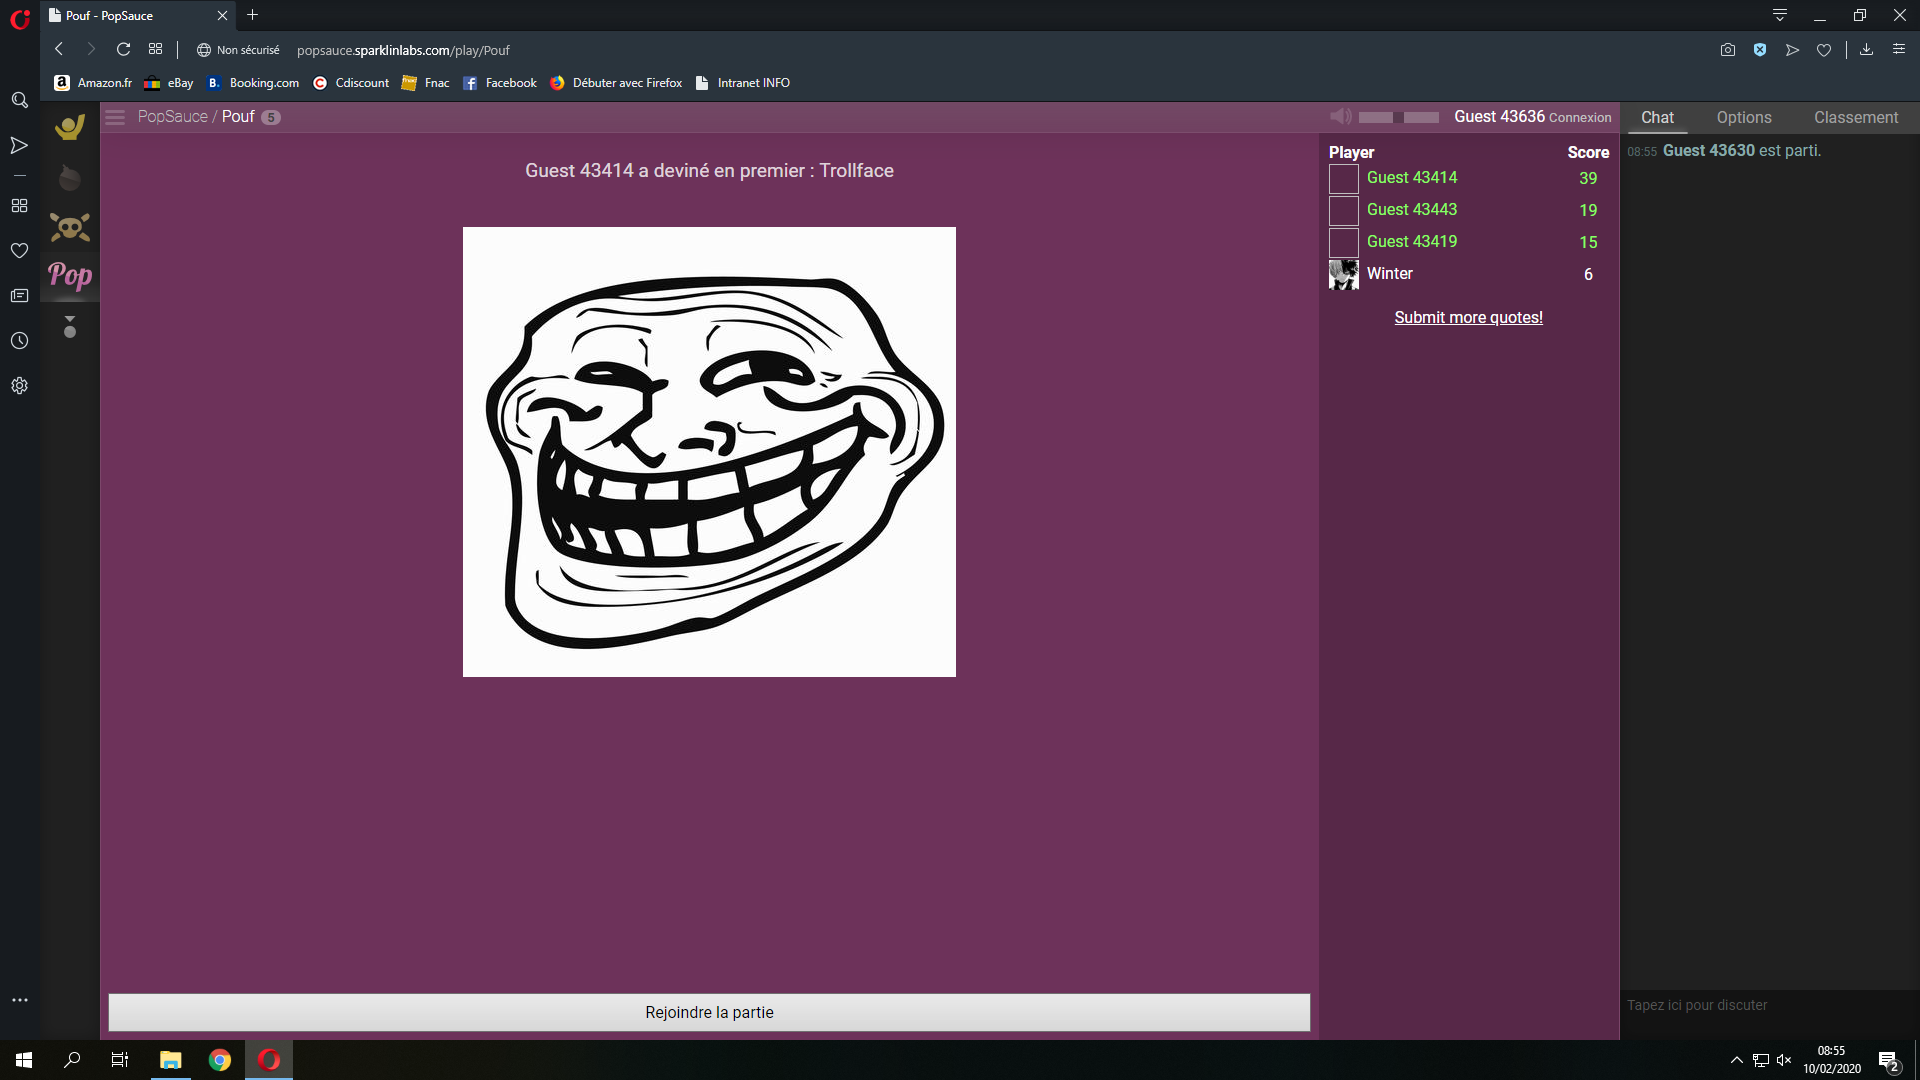 Pouf - PopSauce
Non sécurisé
popsauce.sparklinlabs.com/play/Pouf
Amazon.fr
eBay
Booking.com
Cdiscount
Fnac
Facebook
Débuter avec Firefox
Intranet INFO
PopSauce / Pouf 5
Guest 43636 Connexion
Chat
Options
Classement
Guest 43414 a deviné en premier : Trollface
Player Score
Guest 43414 39
Guest 43443 19
Guest 43419 15
Winter 6
Submit more quotes!
08:55 Guest 43630 est parti.
Pop
Rejoindre la partie
Tapez ici pour discuter
08:55
10/02/2020
2